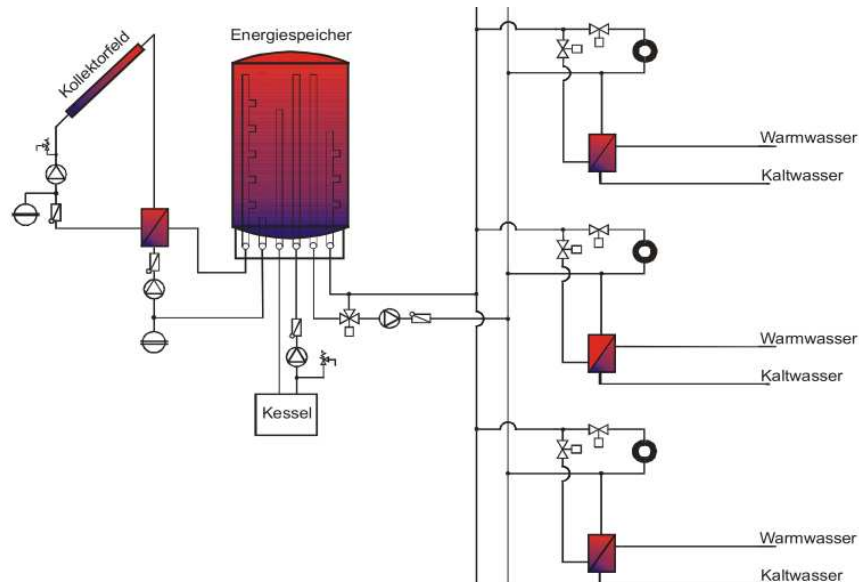 Energiespeicher
Kollektorfeld
Warmwasser
Kaltwasser
Warmwasser
Kaltwasser
Kessel
Warmwasser
Kaltwasser